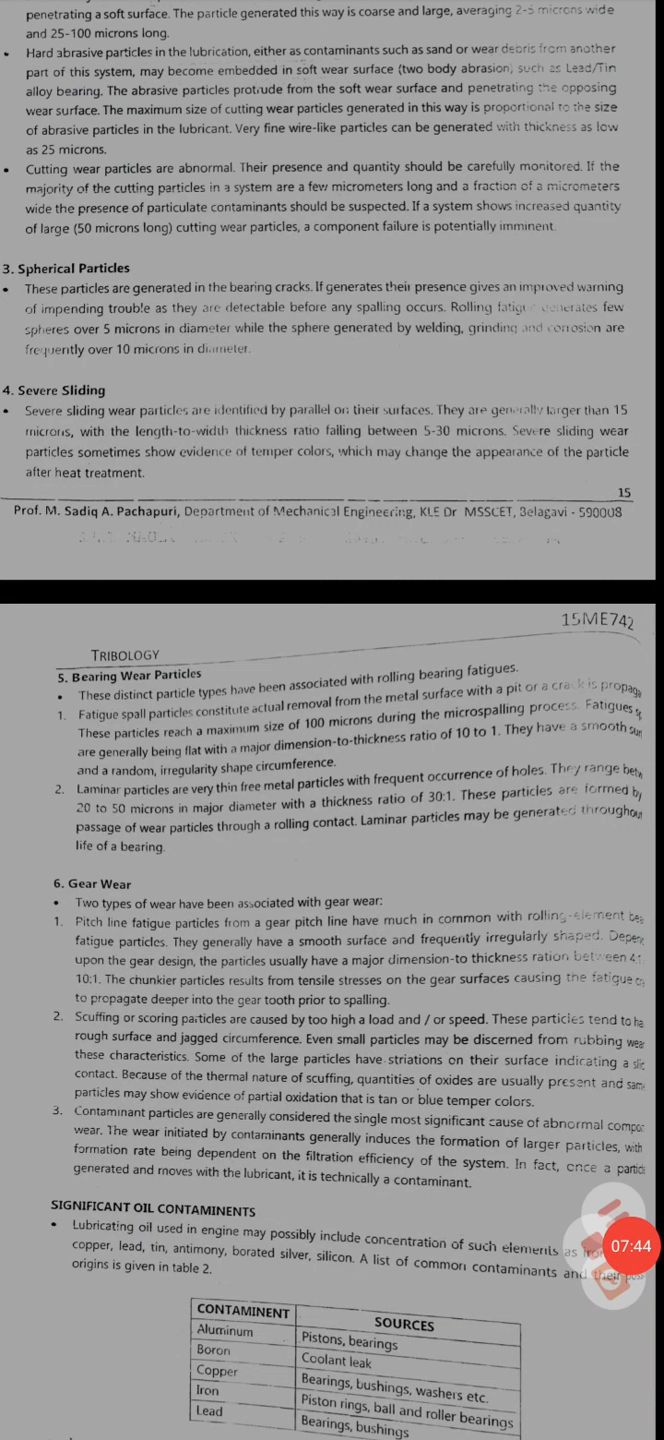 penetrating a soft surface. The particle generated this way is coarse and large, averaging 2-5 microns wide
and 25-100 microns long.
• Hard abrasive particles in the lubrication, either as contaminants such as sand or wear debris from another
part of this system, may become embedded in soft wear surface (two body abrasion; such as Lead/Tin
alloy bearing. The abrasive particles protrude from the soft wear surface and penetrating the opposing
wear surface. The maximum size of cutting wear particles generated in this way is proportional to the size
of abrasive particles in the lubricant. Very fine wire-like particles can be generated with thickness as low
as 25 microns.
• Cutting wear particles are abnormal. Their presence and quantity should be carefully monitored. If the
majority of the cutting particles in a system are a few micrometers long and a fraction of a micrometers
wide the presence of particulate contaminants should be suspected. If a system shows increased quantity
of large (50 microns long) cutting wear particles, a component failure is potentially imminent.
3. Spherical Particles
• These particles are generated in the bearing cracks. If generates their presence gives an improved warning
of impending trouble as they are detectable before any spalling occurs. Rolling fatigue generates few
spheres over 5 microns in diameter while the sphere generated by welding, grinding and corrosion are
frequently over 10 microns in diameter.
4. Severe Sliding
• Severe sliding wear particles are identified by parallel on their surfaces. They are generally larger than 15
microns, with the length-to-width thickness ratio falling between 5-30 microns. Severe sliding wear
particles sometimes show evidence of temper colors, which may change the appearance of the particle
after heat treatment.
15
Prof. M. Sadiq A. Pachapuri, Department of Mechanical Engineering, KLE Dr MSSCET, Belagavi - 590008
15ME742
TRIBOLOGY
5. Bearing Wear Particles
• These distinct particle types have been associated with rolling bearing fatigues.
1. Fatigue spall particles constitute actual removal from the metal surface with a pit or a crack is propaga
These particles reach a maximum size of 100 microns during the microspalling process. Fatigues
are generally being flat with a major dimension-to-thickness ratio of 10 to 1. They have a smooth sur
and a random, irregularity shape circumference.
2. Laminar particles are very thin free metal particles with frequent occurrence of holes. They range betw
20 to 50 microns in major diameter with a thickness ratio of 30:1. These particles are formed by
passage of wear particles through a rolling contact. Laminar particles may be generated throughou
life of a bearing.
6. Gear Wear
• Two types of wear have been associated with gear wear:
1. Pitch line fatigue particles from a gear pitch line have much in common with rolling-element bea
fatigue particles. They generally have a smooth surface and frequently irregularly shaped. Depen
upon the gear design, the particles usually have a major dimension-to thickness ration between 4:1
10:1. The chunkier particles results from tensile stresses on the gear surfaces causing the fatigue
to propagate deeper into the gear tooth prior to spalling.
2. Scuffing or scoring particles are caused by too high a load and / or speed. These particles tend to ha
rough surface and jagged circumference. Even small particles may be discerned from rubbing wea
these characteristics. Some of the large particles have striations on their surface indicating a slid
contact. Because of the thermal nature of scuffing, quantities of oxides are usually present and some
particles may show evidence of partial oxidation that is tan or blue temper colors.
3. Contaminant particles are generally considered the single most significant cause of abnormal compo
wear. The wear initiated by contaminants generally induces the formation of larger particles, with
formation rate being dependent on the filtration efficiency of the system. In fact, once a partic
generated and moves with the lubricant, it is technically a contaminant.
SIGNIFICANT OIL CONTAMINENTS
• Lubricating oil used in engine may possibly include concentration of such elements as iron
copper, lead, tin, antimony, borated silver, silicon. A list of common contaminants and their poss
origins is given in table 2.
07:44
CONTAMINENT SOURCES
Aluminum Pistons, bearings
Boron Coolant leak
Copper Bearings, bushings, washers etc.
Iron Piston rings, ball and roller bearings
Lead Bearings, bushings